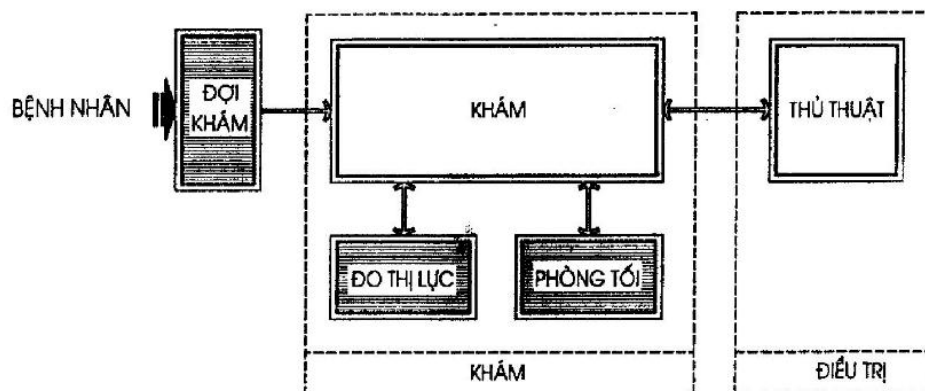 BỆNH NHÂN
ĐỢI
KHÁM
KHÁM
THỦ THUẬT
ĐO THỊ LỰC
PHÒNG TỐI
KHÁM
ĐIỀU TRỊ